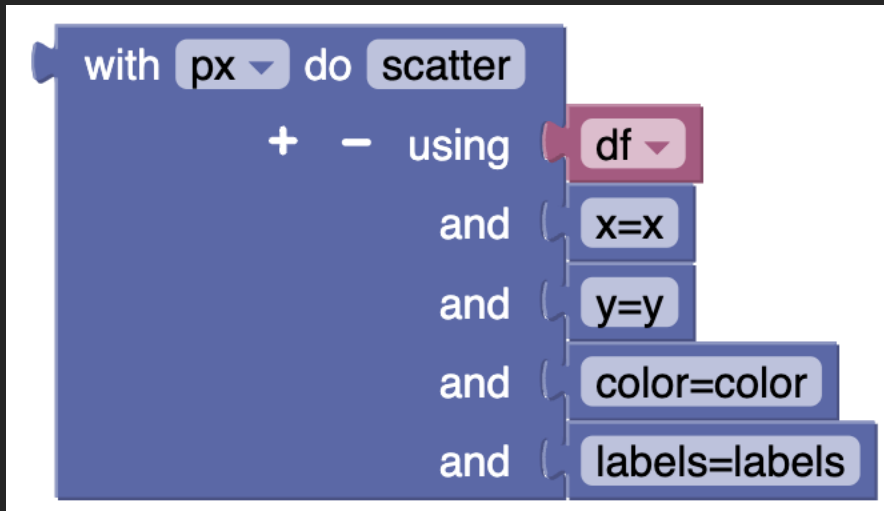 with px do scatter
+ - using df
and x=x
and y=y
and color=color
and labels=labels